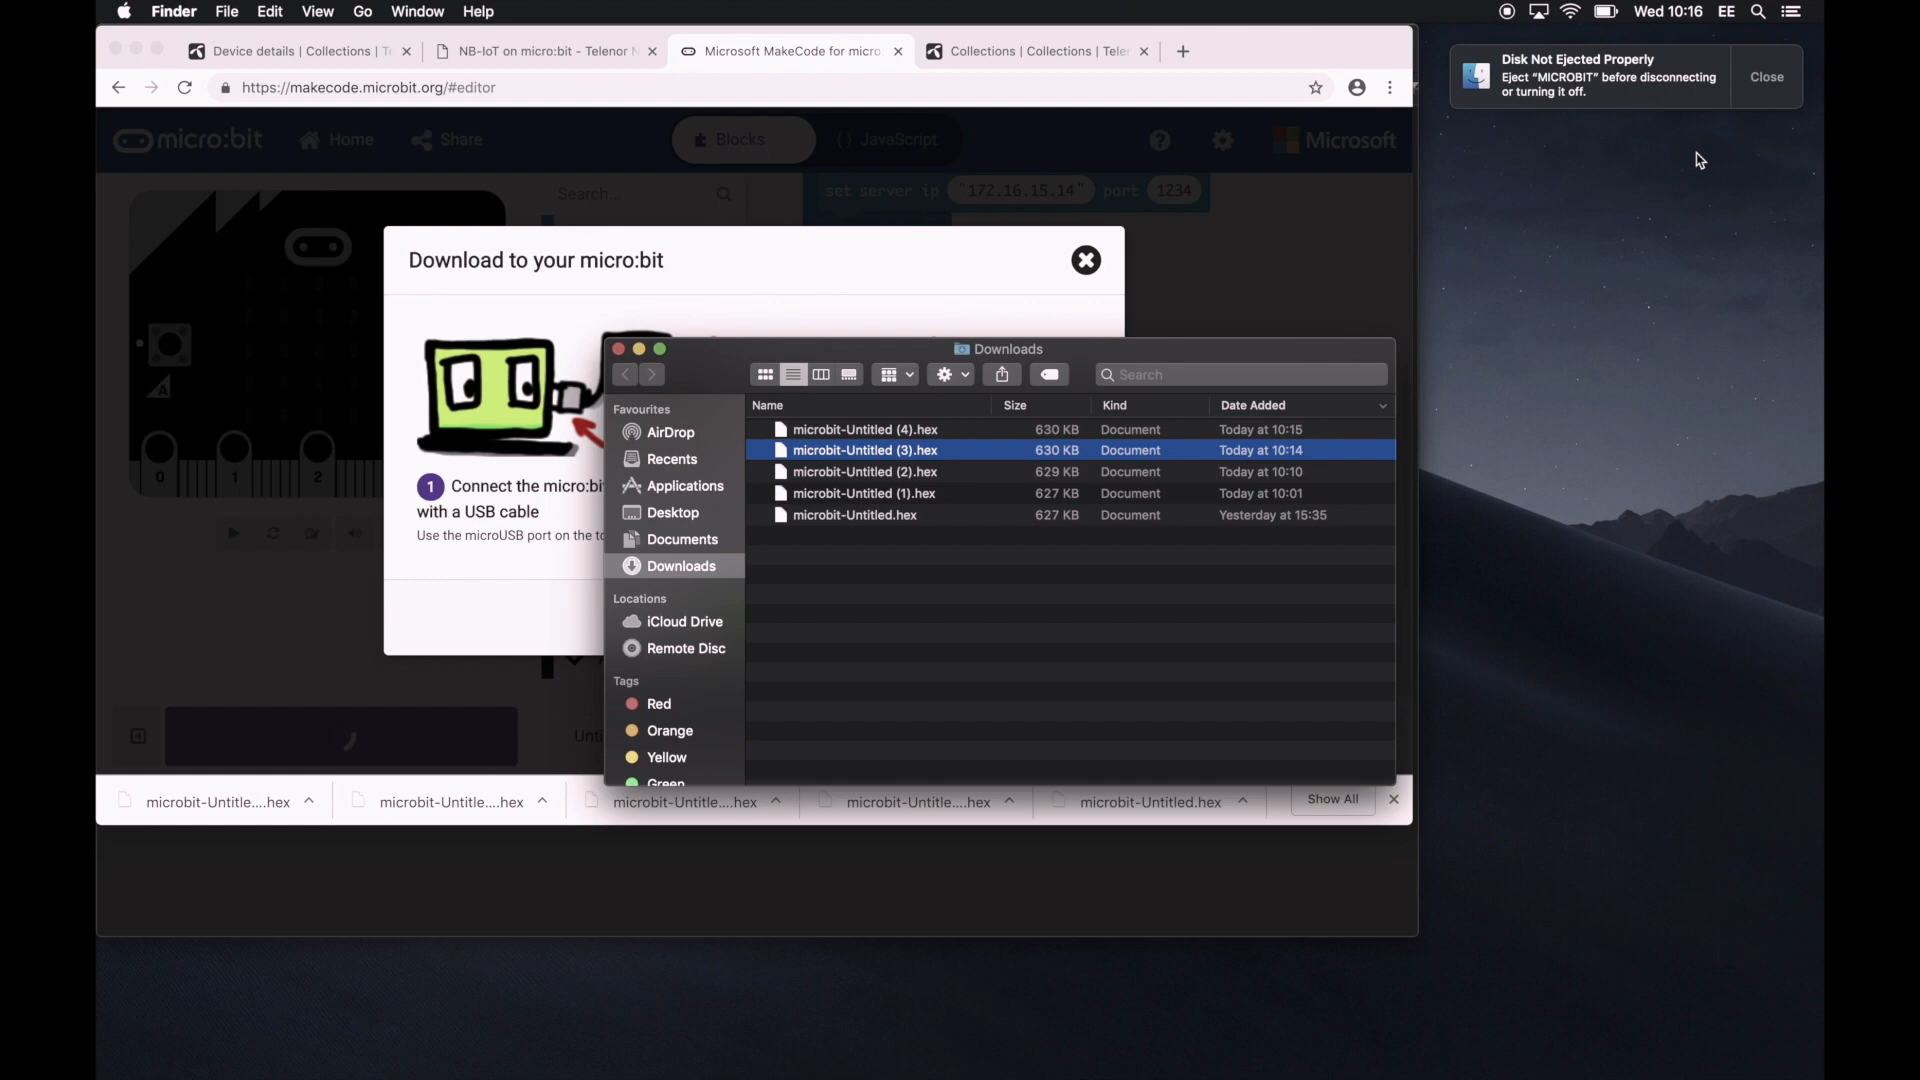 Finder File Edit View Go Window Help
Wed 10:16 EE
Device details | Collections | Te
NB-IoT on micro:bit - Telenor N
Microsoft MakeCode for micro
Collections | Collections | Teler
https://makecode.microbit.org/#editor
Disk Not Ejected Properly
Eject “MICROBIT” before disconnecting
or turning it off.
Close
micro:bit
Home
Share
Blocks
{} JavaScript
Microsoft
Search...
set server ip "172.16.15.14" port 1234
Download to your micro:bit
1 Connect the micro:bi
with a USB cable
Use the microUSB port on the to
0 1 2
Downloads
Search
Favourites
AirDrop
Recents
Applications
Desktop
Documents
Downloads
Locations
iCloud Drive
Remote Disc
Tags
Red
Orange
Yellow
Green
Name Size Kind Date Added
microbit-Untitled (4).hex 630 KB Document Today at 10:15
microbit-Untitled (3).hex 630 KB Document Today at 10:14
microbit-Untitled (2).hex 629 KB Document Today at 10:10
microbit-Untitled (1).hex 627 KB Document Today at 10:01
microbit-Untitled.hex 627 KB Document Yesterday at 15:35
Unti
microbit-Untitle....hex
microbit-Untitle....hex
microbit-Untitle....hex
microbit-Untitle....hex
microbit-Untitled.hex
Show All